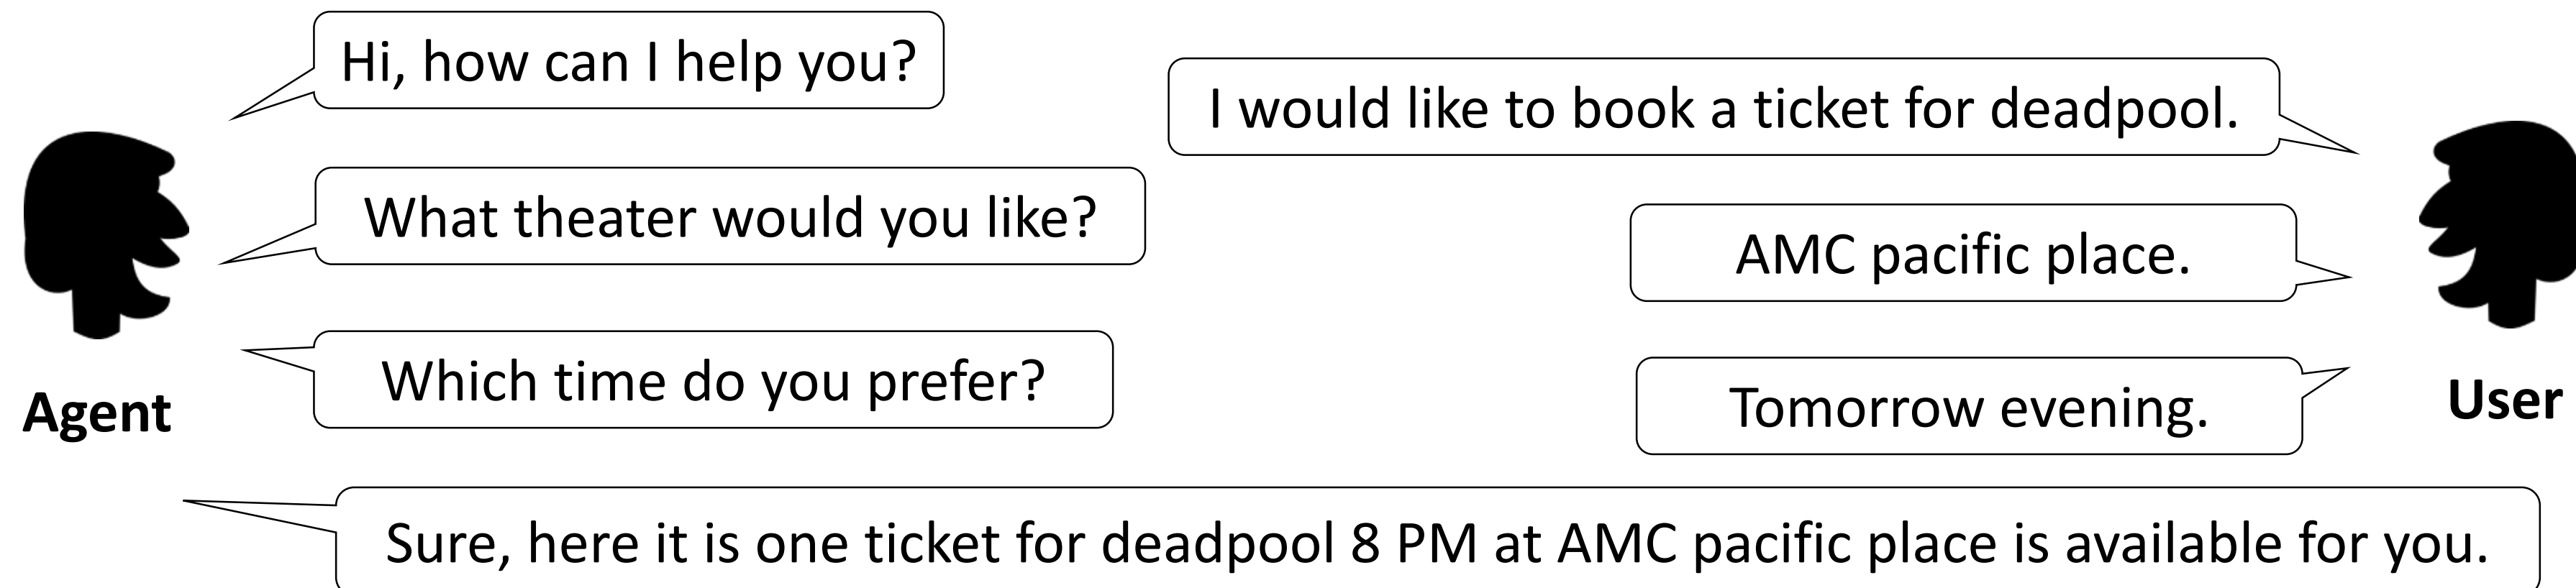 Hi, how can I help you?
I would like to book a ticket for deadpool.
What theater would you like?
AMC pacific place.
Which time do you prefer?
Tomorrow evening.
Agent
User
Sure, here it is one ticket for deadpool 8 PM at AMC pacific place is available for you.